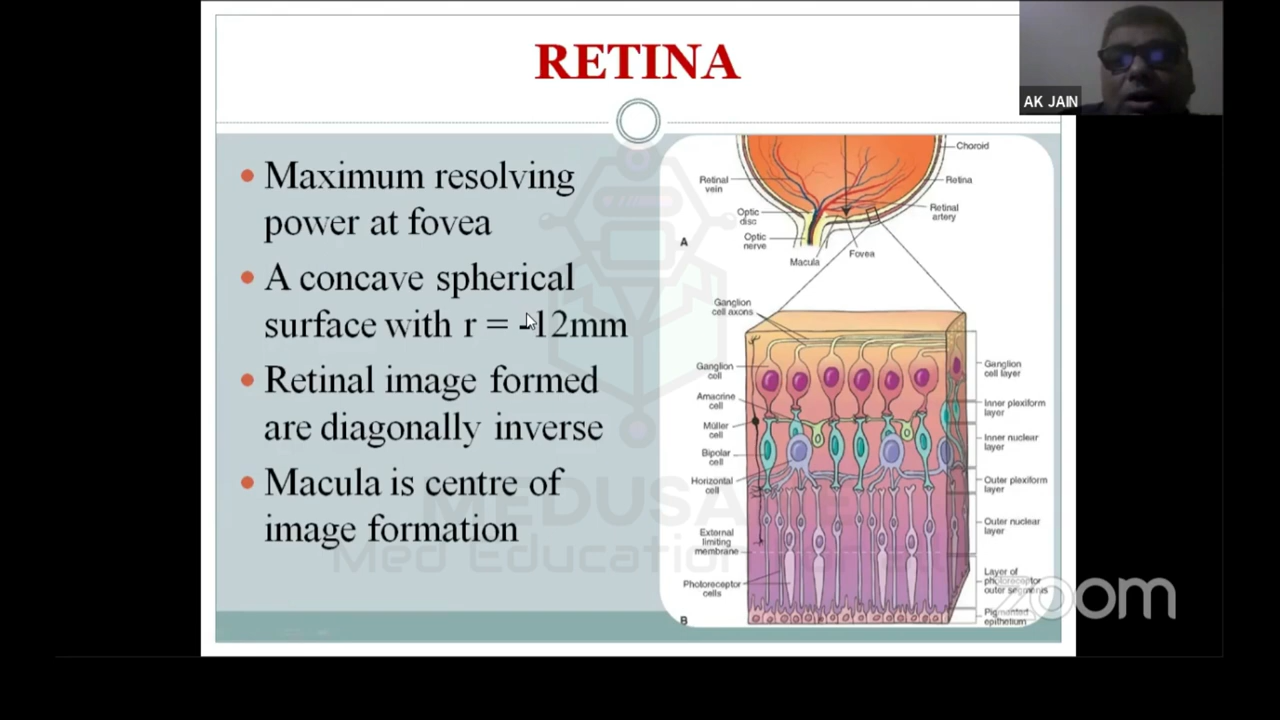 RETINA
AK JAIN
• Maximum resolving
power at fovea
• A concave spherical
surface with r = -12mm
• Retinal image formed
are diagonally inverse
• Macula is centre of
image formation
Choroid
Retinal
vein
Retina
Optic
disc
Retinal
artery
Optic
nerve
A
Macula
Fovea
Ganglion
cell axons
Ganglion
cell
Ganglion
cell layer
Amacrine
cell
Inner plexiform
layer
Müller
cell
Inner nuclear
layer
Bipolar
cell
Horizontal
cell
Outer plexiform
layer
Outer nuclear
layer
External
limiting
membrane
Photoreceptor
cells
Layer of
photoreceptor
outer segments
Pigmented
epithelium
B
zoom
MEDUSA
Med Education